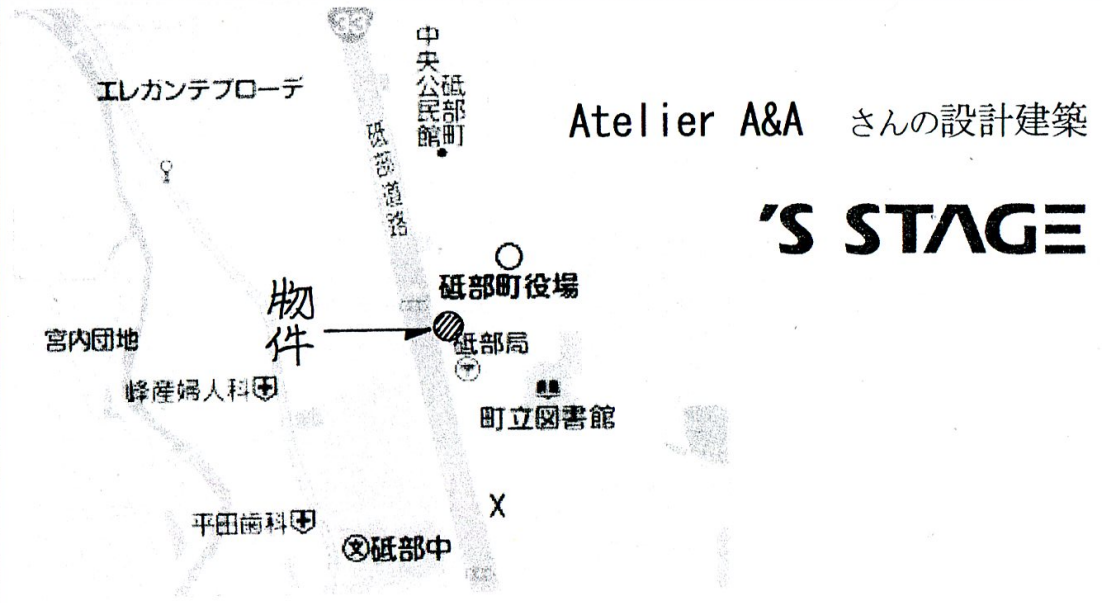 33
中央公民館
砥部町
エレガンテブローデ
Atelier A&A さんの設計建築
砥部道路
'S STAGE
砥部町役場
物件
宮内団地
砥部局
峰産婦人科
町立図書館
X
平田歯科
文砥部中